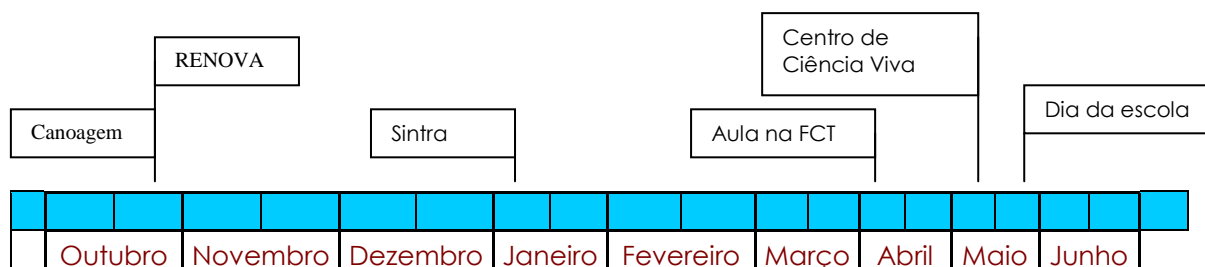 Centro de
Ciência Viva
RENOVA
Dia da escola
Canoagem
Sintra
Aula na FCT
Outubro Novembro Dezembro Janeiro Fevereiro Março Abril Maio Junho